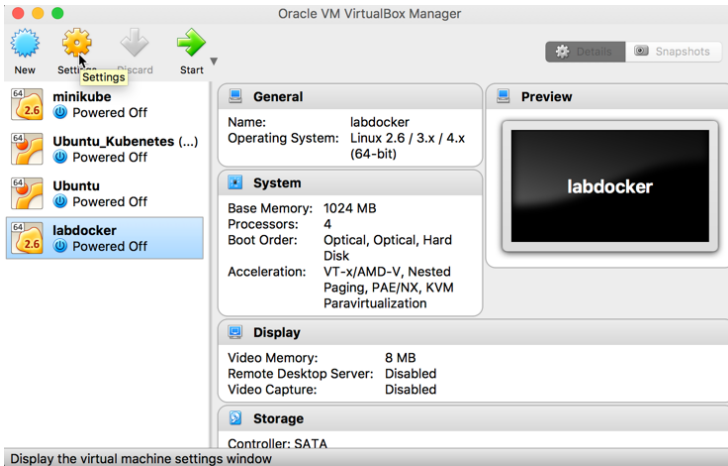 Oracle VM VirtualBox Manager
New
Settings
Discard
Start
Details
Snapshots
Settings
64
2.6
minikube
Powered Off
64
Ubuntu_Kubenetes (...)
Powered Off
64
Ubuntu
Powered Off
64
2.6
labdocker
Powered Off
General
Name: labdocker
Operating System: Linux 2.6 / 3.x / 4.x
(64-bit)
System
Base Memory: 1024 MB
Processors: 4
Boot Order: Optical, Optical, Hard
Disk
Acceleration: VT-x/AMD-V, Nested
Paging, PAE/NX, KVM
Paravirtualization
Display
Video Memory: 8 MB
Remote Desktop Server: Disabled
Video Capture: Disabled
Storage
Controller: SATA
Preview
labdocker
Display the virtual machine settings window